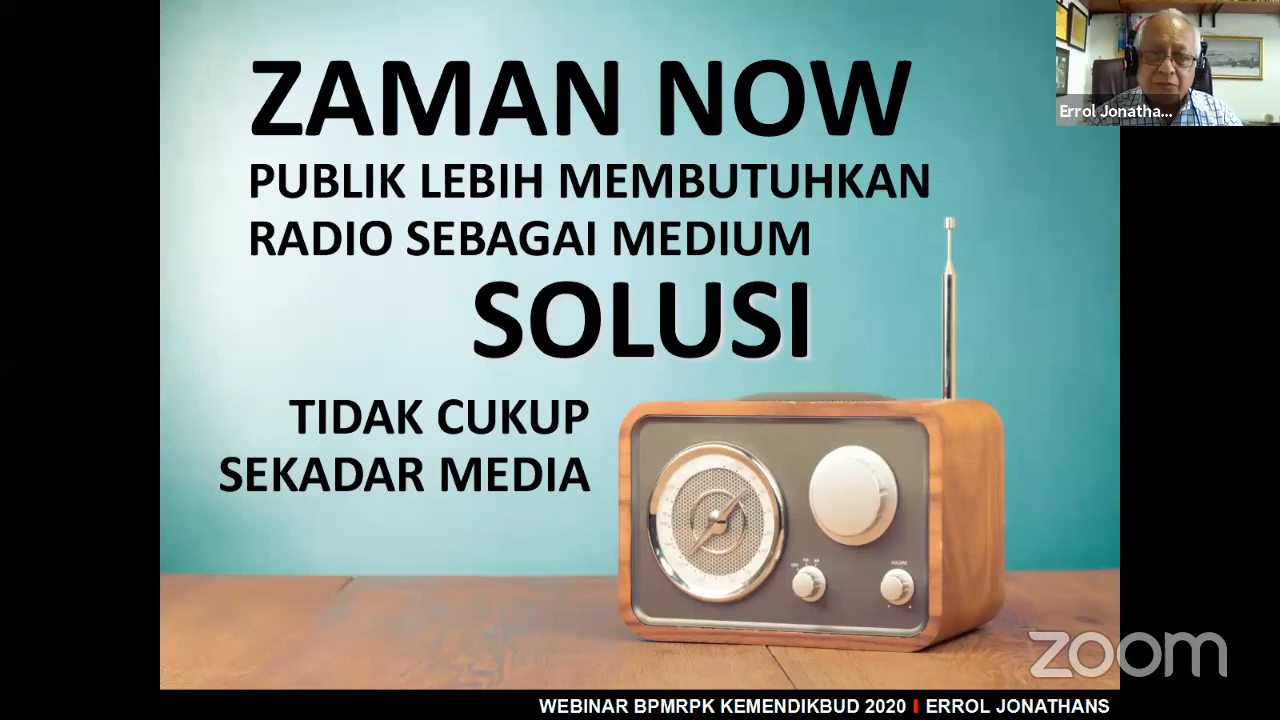 ZAMAN NOW
PUBLIK LEBIH MEMBUTUHKAN
RADIO SEBAGAI MEDIUM
SOLUSI
TIDAK CUKUP
SEKADAR MEDIA
Errol Jonatha...
VOLUME
zoom
WEBINAR BPMRPK KEMENDIKBUD 2020 I ERROL JONATHANS